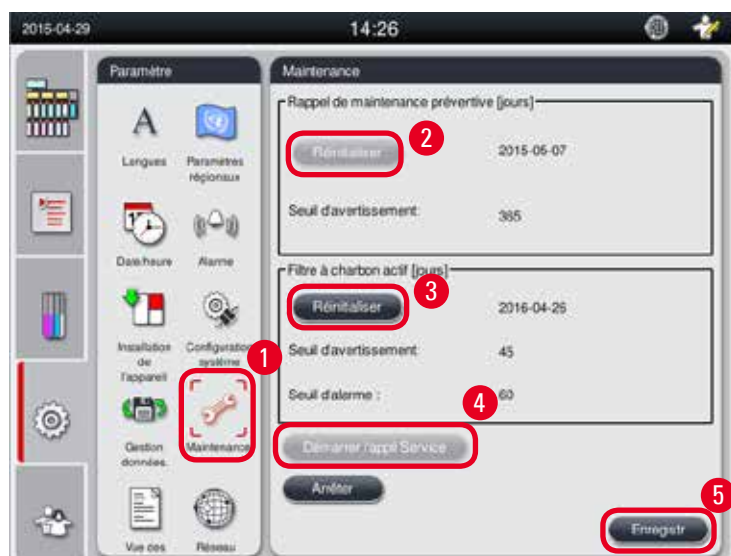 2015-04-29
14:26
Paramètre
Langues
Paramètres
régionaux
Date/heure
Alarme
Installation
de
l'appareil
Configuration
système
1
Gestion
données.
Maintenance
Vue des
Réseau
Maintenance
Rappel de maintenance préventive [jours]
Réinitialiser
2
2015-05-07
Seuil d'avertissement:
365
Filtre à charbon actif [jours]
Réinitialiser
3
2016-04-26
Seuil d'avertissement
45
Seuil d'alarme :
60
4
Démarrer l'appli Service
Arrêter
5
Enregistr